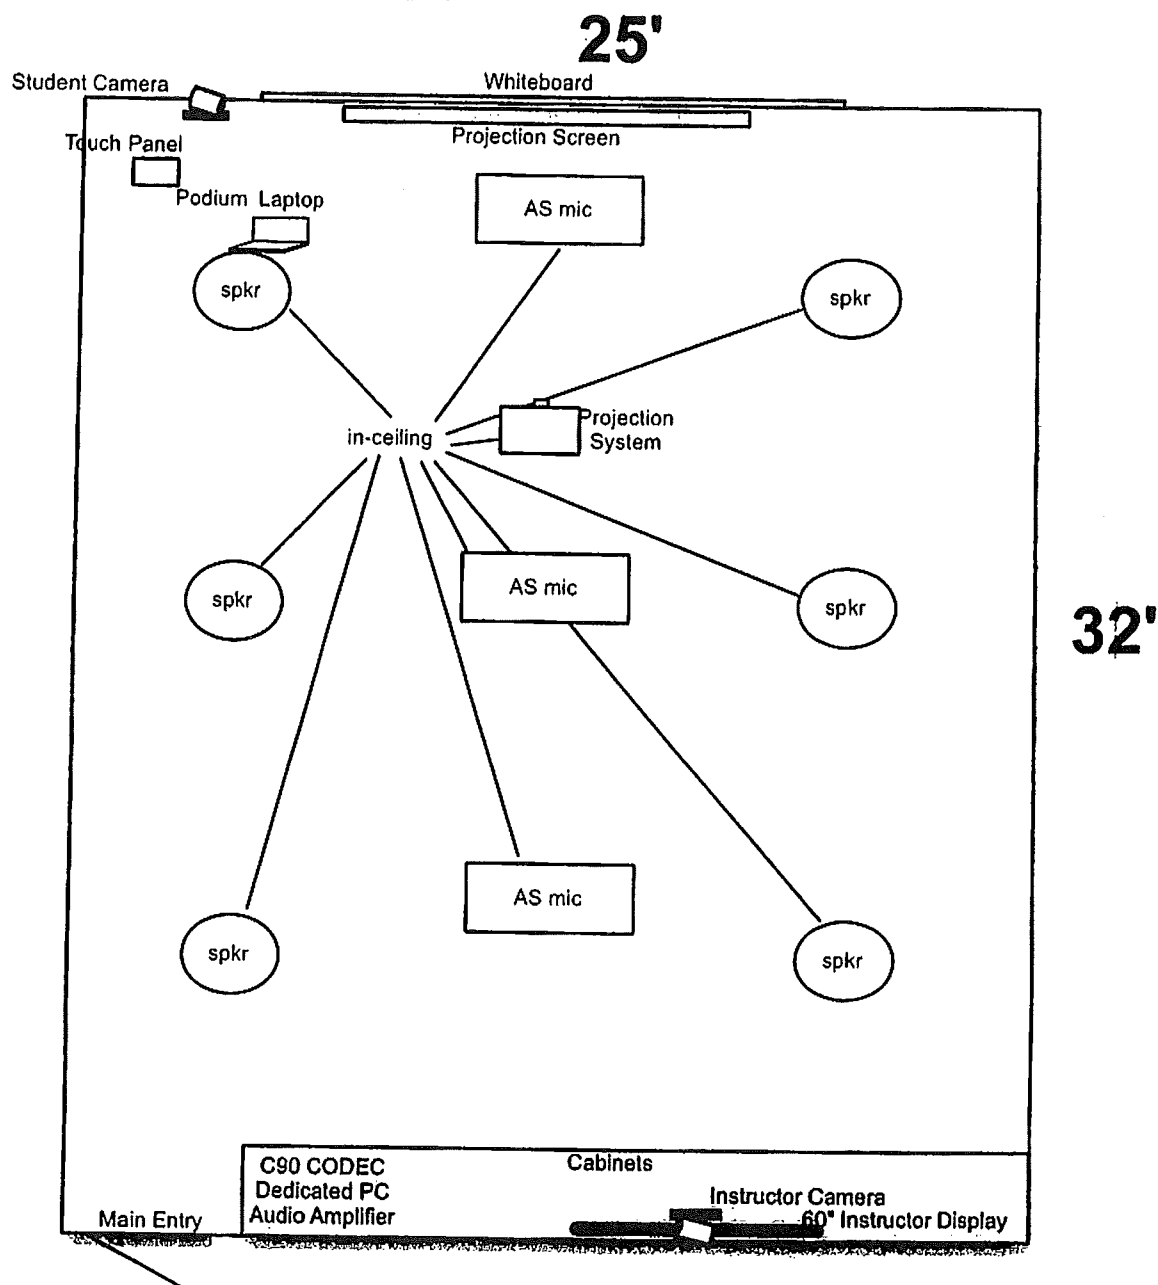 25'
Student Camera
Whiteboard
Projection Screen
Touch Panel
Podium Laptop
AS mic
spkr
spkr
in-ceiling
Projection
System
AS mic
spkr
spkr
32'
AS mic
spkr
spkr
C90 CODEC
Cabinets
Dedicated PC
Instructor Camera
Audio Amplifier
60" Instructor Display
Main Entry